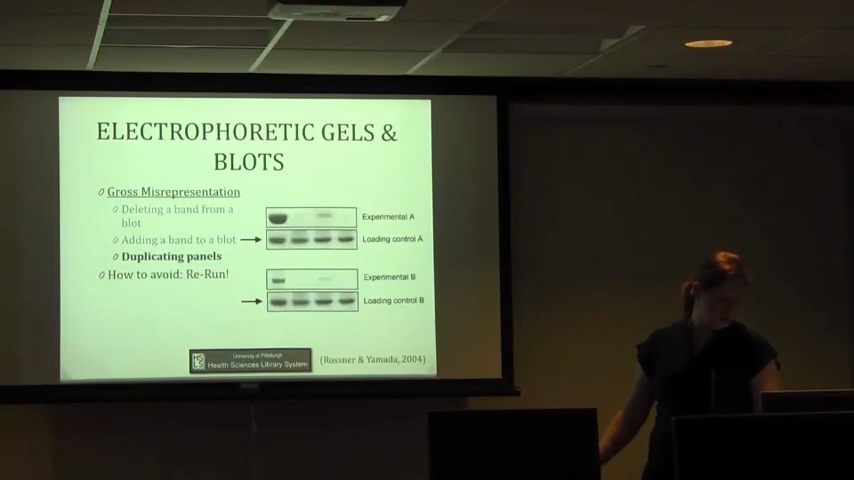 ELECTROPHORETIC GELS &
BLOTS
Gross Misrepresentation
Deleting a band from a
blot
Adding a band to a blot
Duplicating panels
How to avoid: Re-Run!
Experimental A
Loading control A
Experimental B
Loading control B
University of Pittsburgh
Health Sciences Library System
(Rossner & Yamada, 2004)